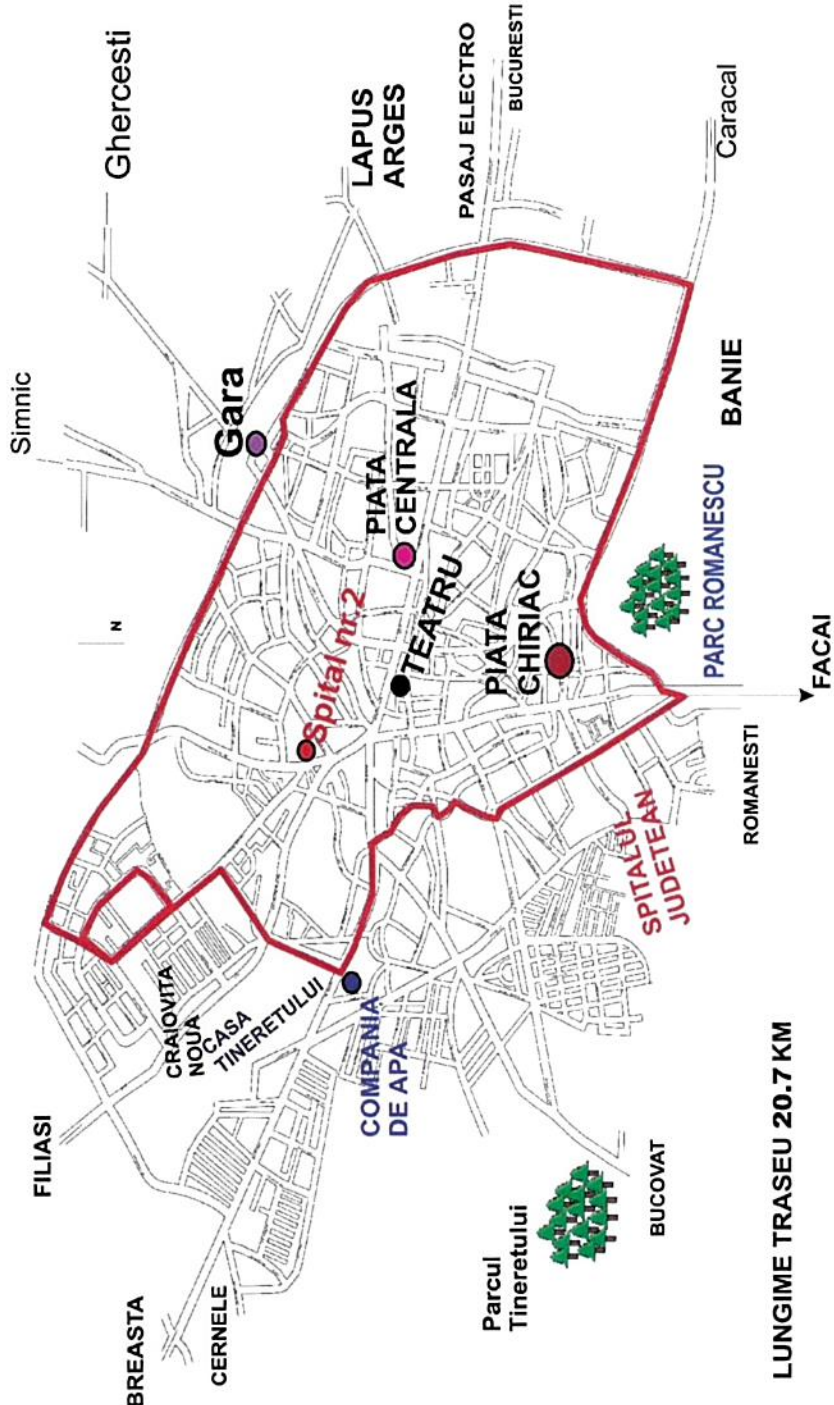 Ghercesti
Simnic
N
Gara
LAPUS
ARGES
PASAJ ELECTRO
BUCURESTI
Caracal
PIATA
CENTRALA
Spital nr.2
TEATRU
PIATA
CHIRIAC
BANIE
PARC ROMANESCU
FACAI
ROMANESTI
SPITALUL
JUDETEAN
CRAIOVITA
NOUA
CASA
TINERETULUI
COMPANIA
DE APA
FILIASI
BREASTA
CERNELE
Parcul
Tineretului
BUCOVAT
LUNGIME TRASEU 20.7 KM